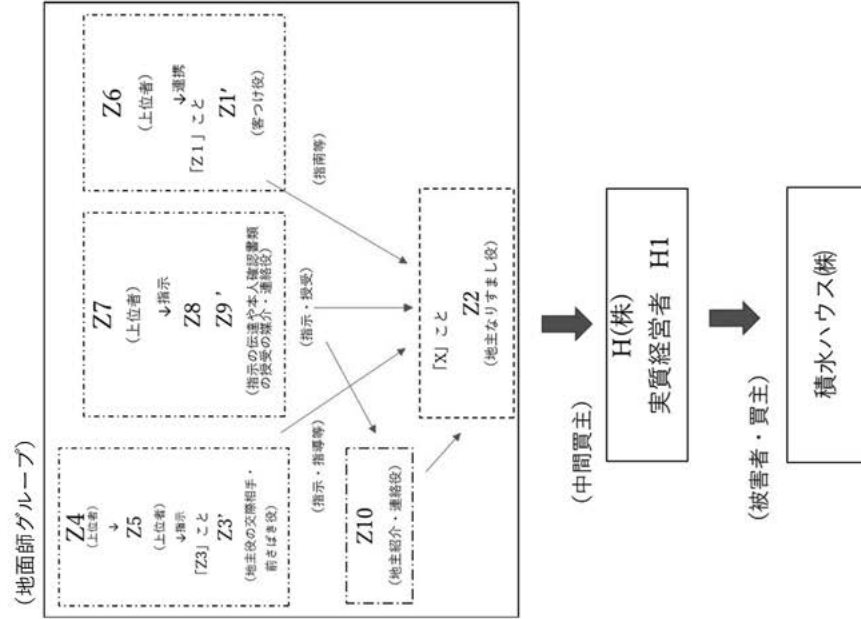 (地面師グループ)
Z4
(上位者)
↓
Z5
(上位者)
↓指示
「Z3」こと
Z3’
(地主役の交際相手・
前さばき役)
Z7
(上位者)
↓指示
Z8
Z9’
(指示の伝達や本人確認書類
の授受の媒介・連絡役)
Z6
(上位者)
↓連携
「Z1」こと
Z1’
(客つけ役)
(指示・指導等)
(指示・授受)
(指南等)
Z10
(地主紹介・連絡役)
「X」こと
Z2
(地主なりすまし役)
(中間買主)
H(株)
実質経営者 H1
(被害者・買主)
積水ハウス(株)